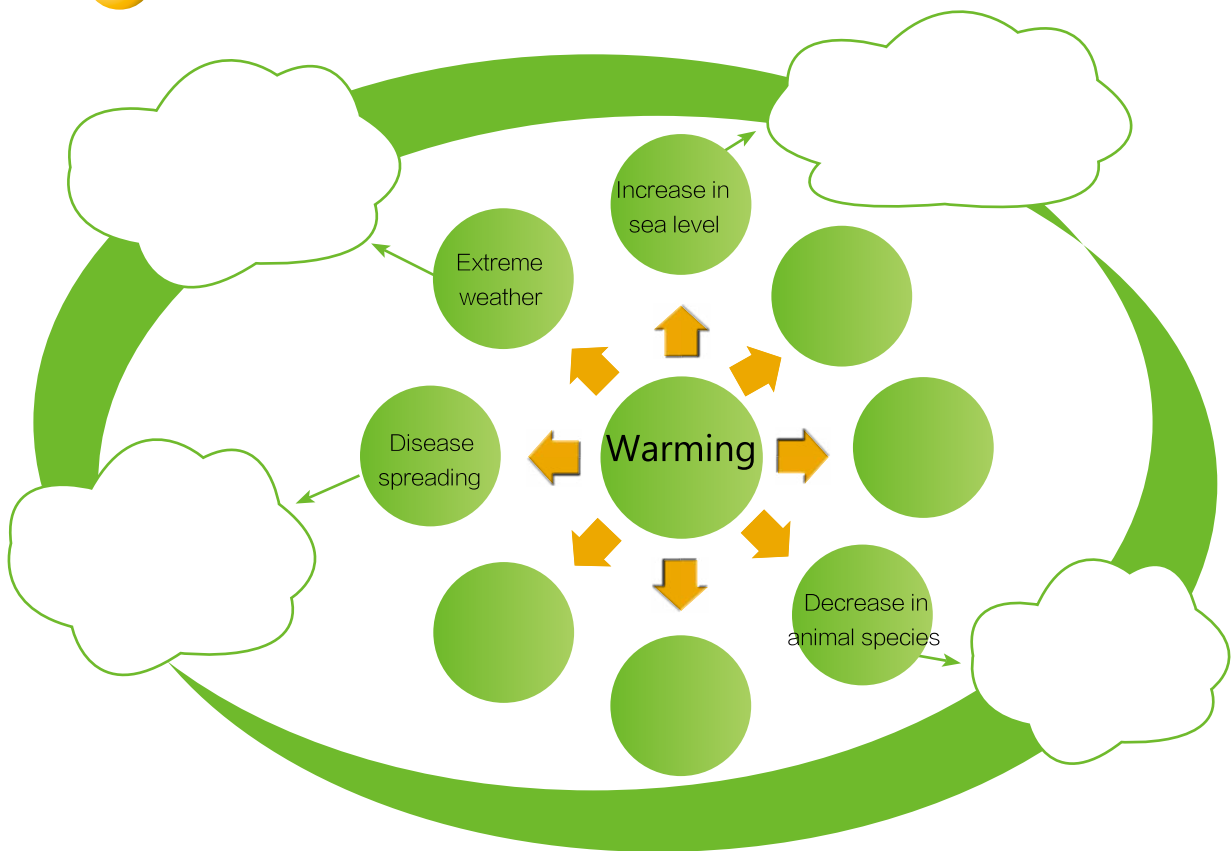 Increase in
sea level
Extreme
weather
Disease
spreading
Warming
Decrease in
animal species